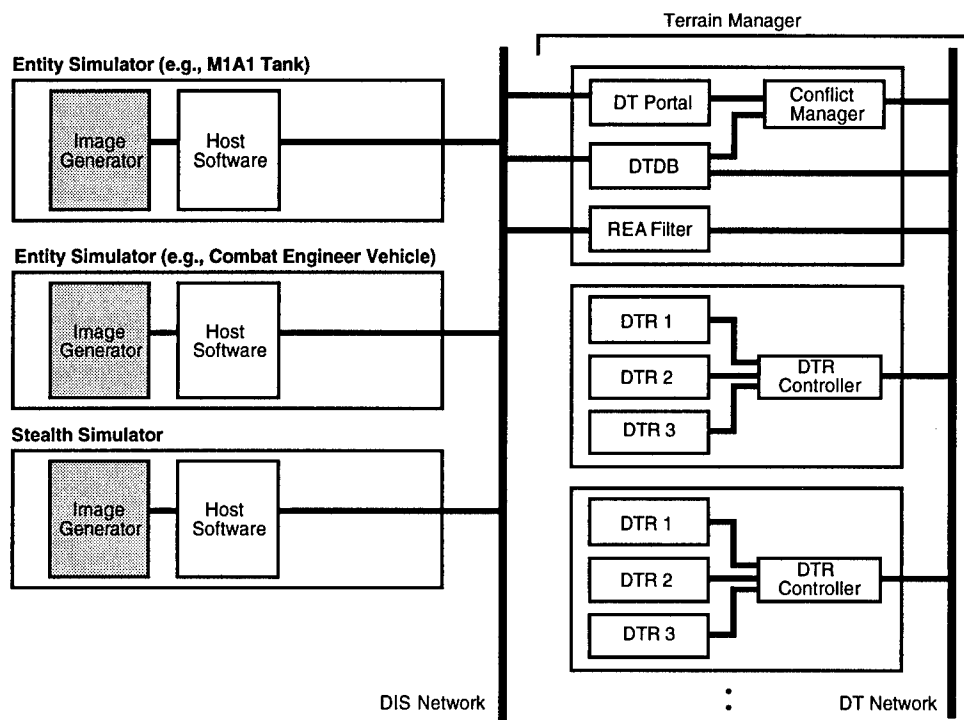 Terrain Manager
Entity Simulator (e.g., M1A1 Tank)
Image
Generator
Host
Software
Entity Simulator (e.g., Combat Engineer Vehicle)
Image
Generator
Host
Software
Stealth Simulator
Image
Generator
Host
Software
DT Portal
Conflict
Manager
DTDB
REA Filter
DTR 1
DTR 2
DTR 3
DTR
Controller
DTR 1
DTR 2
DTR 3
DTR
Controller
DIS Network
DT Network